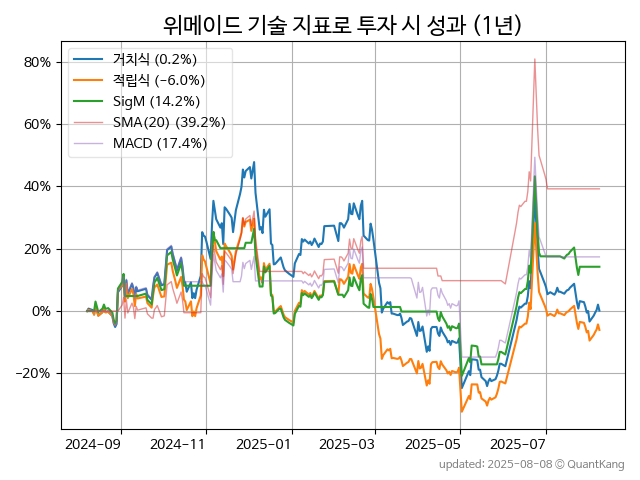 위메이드 기술 지표로 투자 시 성과 (1년)
거치식 (0.2%)
적립식 (-6.0%)
SigM (14.2%)
SMA(20) (39.2%)
MACD (17.4%)
80%
60%
40%
20%
0%
−20%
2024-09
2024-11
2025-01
2025-03
2025-05
2025-07
updated: 2025-08-08 ⓒ QuantKang